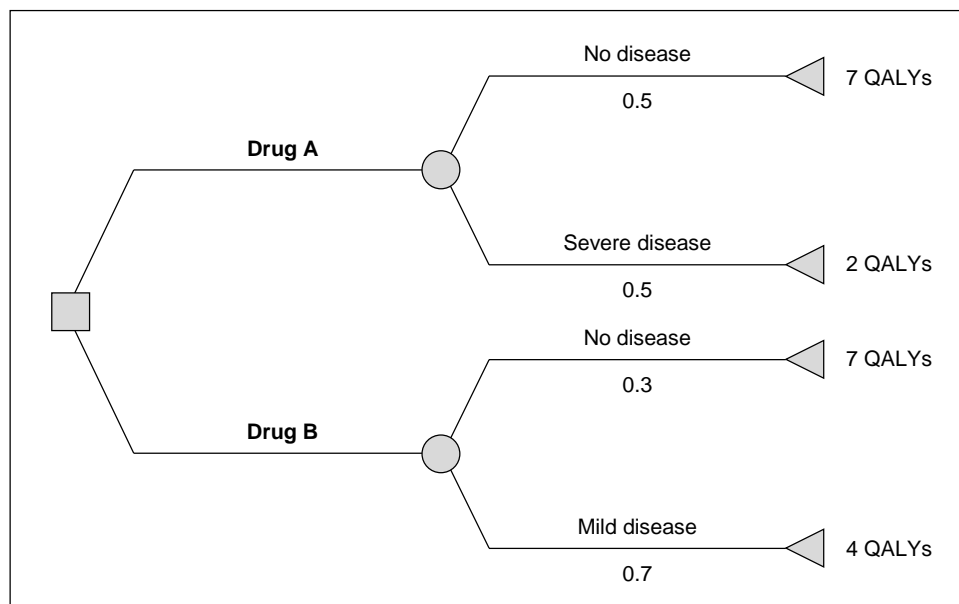 No disease
0.5
7 QALYs
Drug A
Severe disease
0.5
2 QALYs
No disease
0.3
7 QALYs
Drug B
Mild disease
0.7
4 QALYs